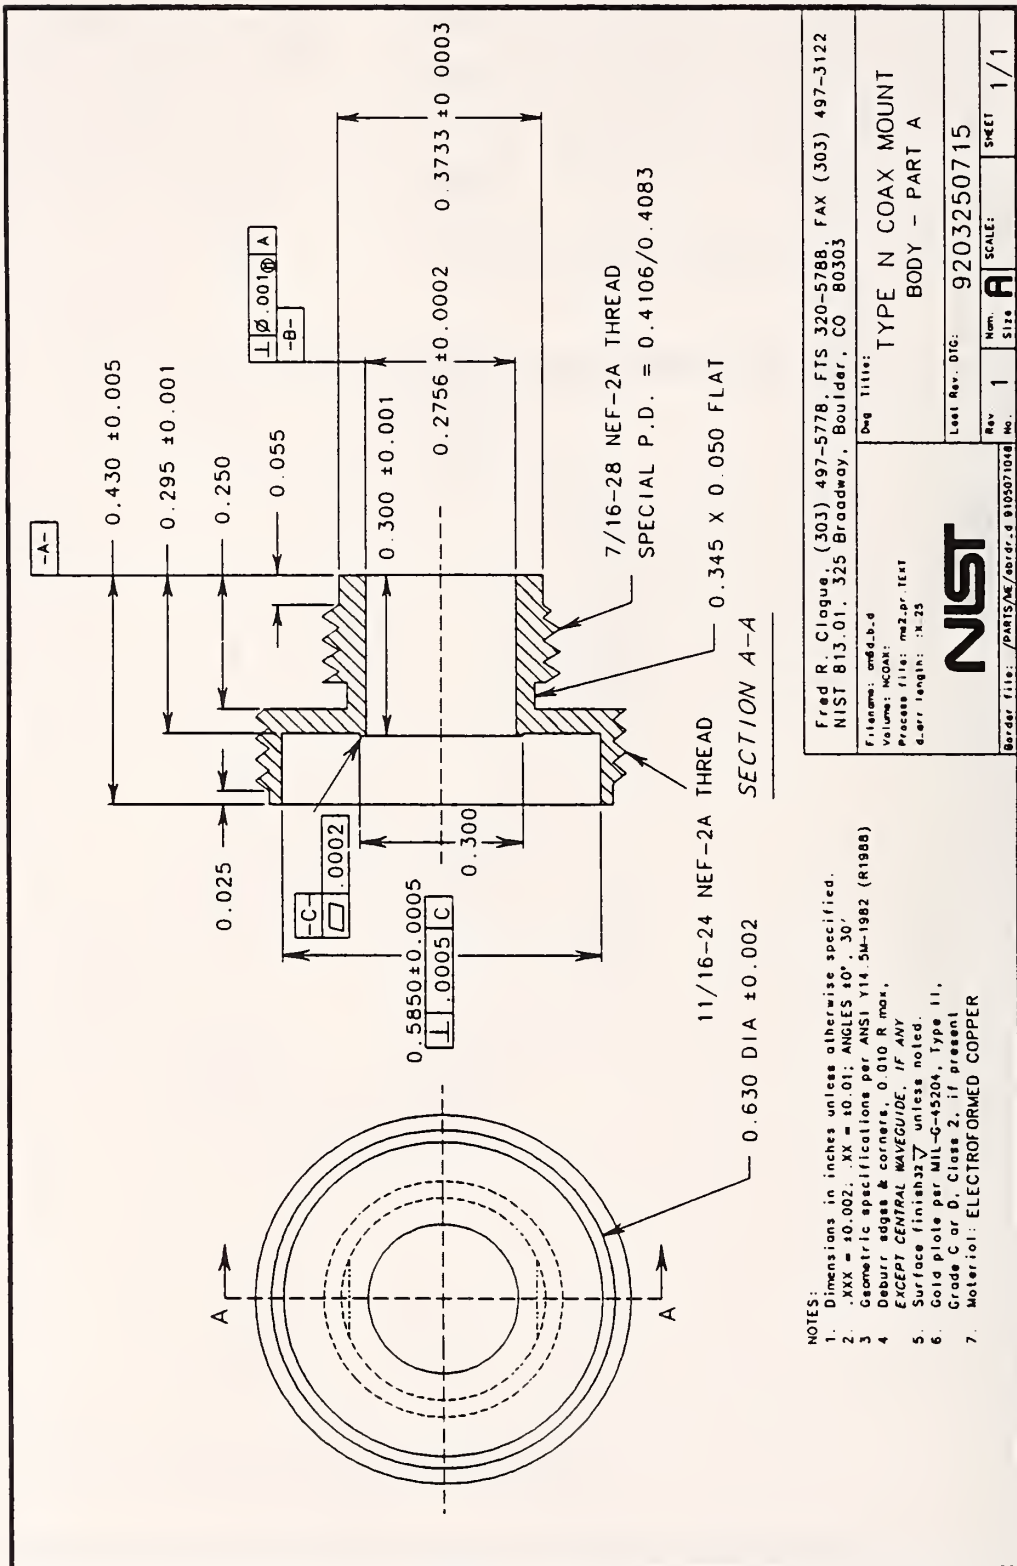 -A-
0.430 ±0.005
0.295 ±0.001
0.250
0.055
0.025
⊥ Ø.001Ⓜ A
-B-
-C-
⏥ .0002
0.300 ±0.001
0.2756 ±0.0002
0.3733 ±0 0003
0.300
0.5850±0.0005
⊥ .0005 C
7/16-28 NEF-2A THREAD
SPECIAL P.D. = 0.4106/0.4083
0.345 X 0.050 FLAT
11/16-24 NEF-2A THREAD
SECTION A-A
0.630 DIA ±0.002
A
A
NOTES:
1. Dimensions in inches unless otherwise specified.
2. .XXX = ±0.002; .XX = ±0.01; ANGLES ±0°, 30'
3 Geometric specifications per ANSI Y14.5M-1982 (R1988)
4 Deburr edges & corners, 0.010 R max,
EXCEPT CENTRAL WAVEGUIDE, IF ANY
5. Surface finish 32 unless noted.
6. Gold plate per MIL-G-45204, Type II,
Grade C or D, Class 2, if present
7. Material: ELECTROFORMED COPPER
Fred R. Clague, (303) 497-5778, FTS 320-5788, FAX (303) 497-3122
NIST 813.01, 325 Broadway, Boulder, CO 80303
Volume: NCOAX:
Process file: me2.pr.TEXT
Dwg Title:
TYPE N COAX MOUNT
BODY - PART A
NIST
Last Rev. DTG: 9203250715
Rev No. 1
Nom. Size A
SCALE:
SHEET 1/1